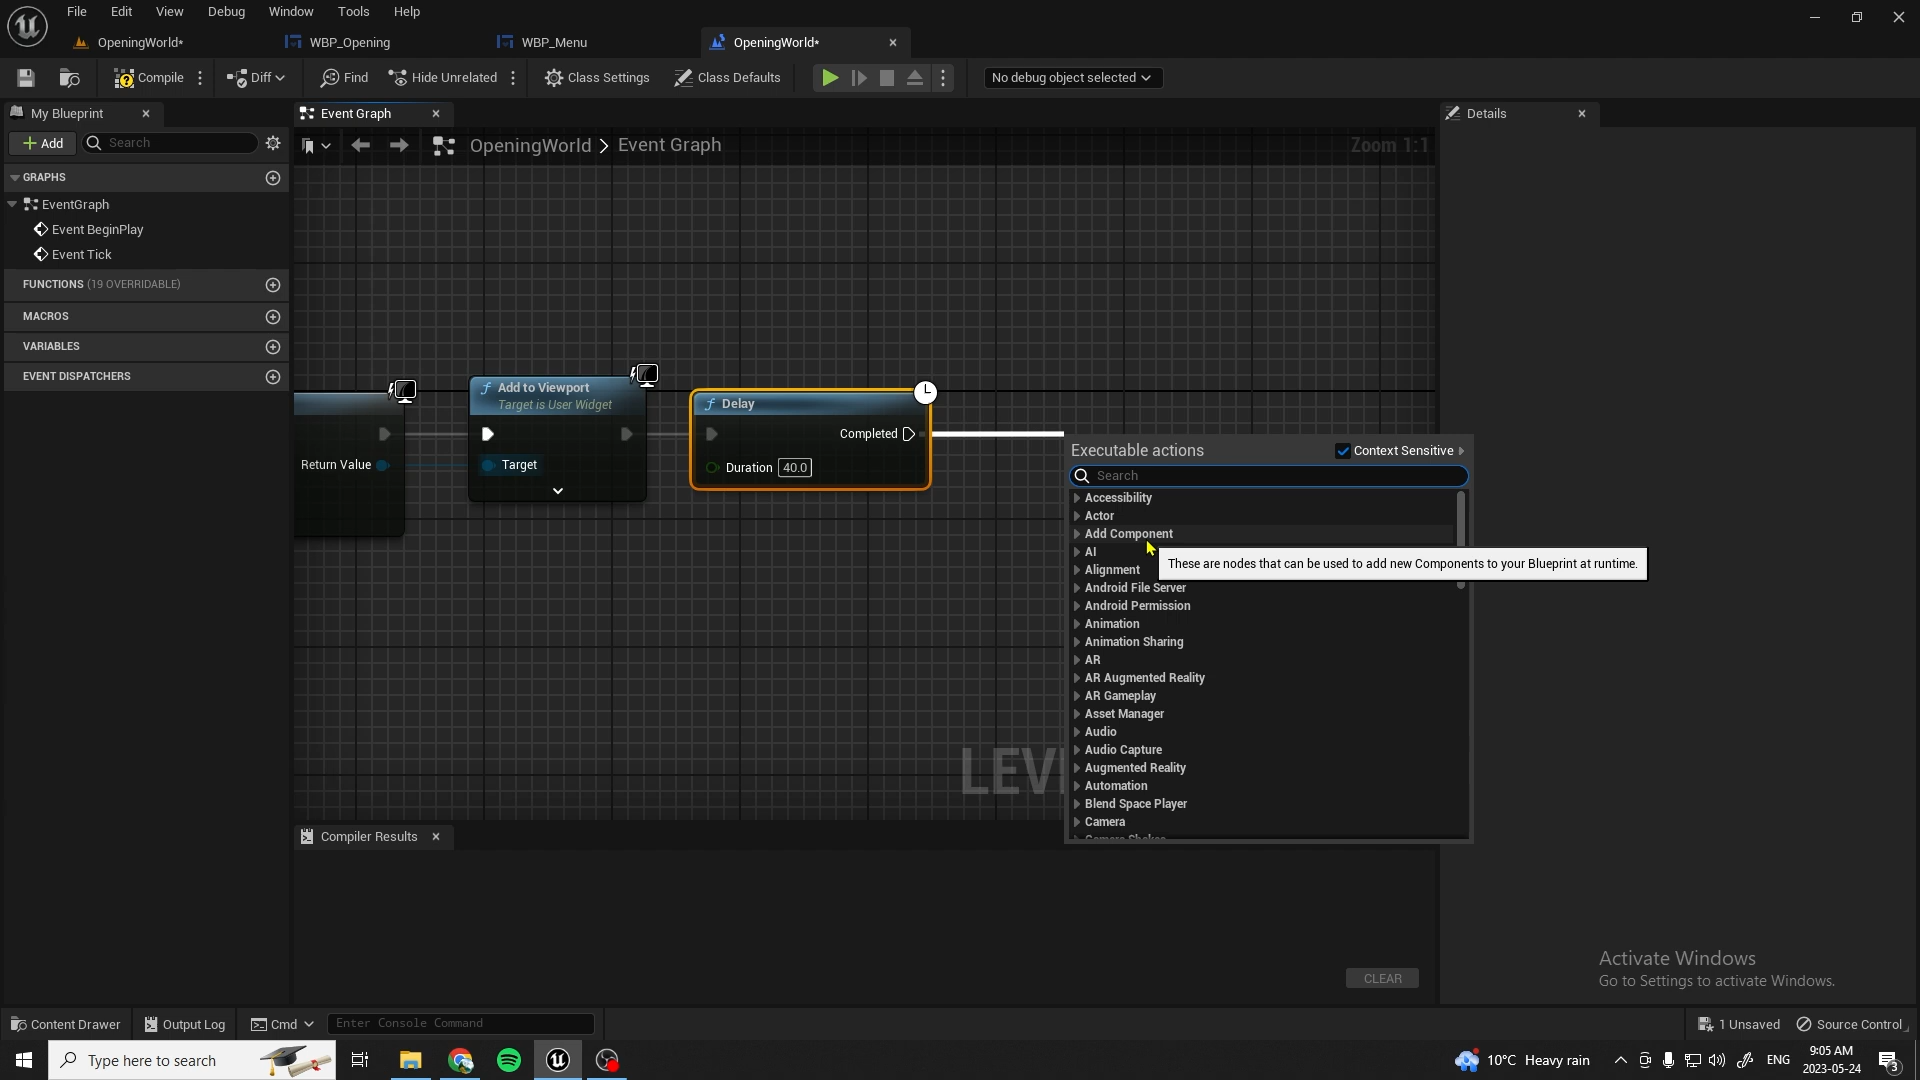 File Edit View Debug Window Tools Help
OpeningWorld* WBP_Opening WBP_Menu OpeningWorld*
Compile Diff Find Hide Unrelated Class Settings Class Defaults No debug object selected
My Blueprint Event Graph Details
Add Search OpeningWorld > Event Graph Zoom 1:1
GRAPHS
EventGraph
Event BeginPlay
Event Tick
FUNCTIONS (19 OVERRIDABLE)
MACROS
VARIABLES
EVENT DISPATCHERS
Return Value
f Add to Viewport
Target is User Widget
Target
f Delay
Completed
Duration 40.0
Executable actions Context Sensitive
Search
Accessibility
Actor
Add Component
AI
Alignment
These are nodes that can be used to add new Components to your Blueprint at runtime.
Android File Server
Android Permission
Animation
Animation Sharing
AR
AR Augmented Reality
AR Gameplay
Asset Manager
Audio
Audio Capture
Augmented Reality
Automation
Blend Space Player
Camera
Camera Shakes
Compiler Results
CLEAR
Activate Windows
Go to Settings to activate Windows.
Content Drawer Output Log Cmd Enter Console Command 1 Unsaved Source Control
Type here to search 10°C Heavy rain ENG 9:05 AM
2023-05-24 3